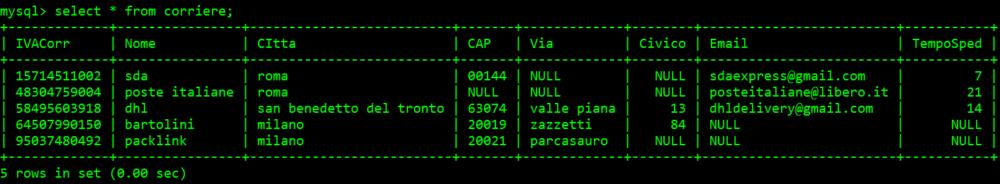 mysql> select * from corriere;
+-------------+----------------+-------------------------+-------+-------------+--------+--------------------------+------------+
| IVACorr     | Nome           | CItta                   | CAP   | Via         | Civico | Email                    | TempoSped |
+-------------+----------------+-------------------------+-------+-------------+--------+--------------------------+------------+
| 15714511002 | sda            | roma                    | 00144 | NULL        |   NULL | sdaexpress@gmail.com     |         7 |
| 48304759004 | poste italiane | roma                    | NULL  | NULL        |   NULL | posteitaliane@libero.it  |        21 |
| 58495603918 | dhl            | san benedetto del tronto | 63074 | valle piana |     13 | dhldelivery@gmail.com    |        14 |
| 64507990150 | bartolini      | milano                  | 20019 | zazzetti    |     84 | NULL                     |      NULL |
| 95037480492 | packlink       | milano                  | 20021 | parcasauro  |   NULL | NULL                     |      NULL |
+-------------+----------------+-------------------------+-------+-------------+--------+--------------------------+------------+
5 rows in set (0.00 sec)